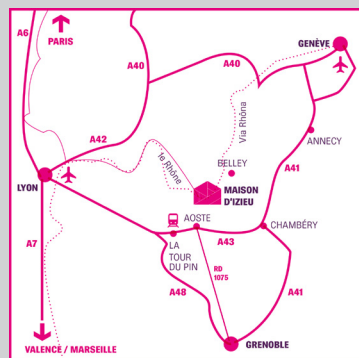 A6
PARIS
A40
A40
GENÈVE
Via Rhôna
A42
le Rhône
ANNECY
BELLEY
A41
LYON
MAISON
D'IZIEU
AOSTE
CHAMBÉRY
A7
LA
TOUR
DU PIN
A43
RD
1075
A48
A41
VALENCE / MARSEILLE
GRENOBLE